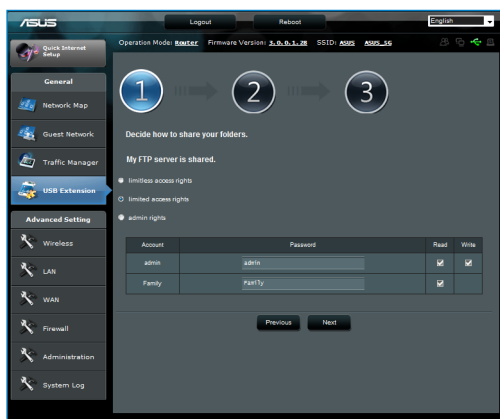 ASUS
Logout
Reboot
English
Quick Internet Setup
Operation Mode: Router Firmware Version: 3.0.0.1.28 SSID: ASUS ASUS_5G
General
Network Map
Guest Network
Traffic Manager
USB Extension
Advanced Setting
Wireless
LAN
WAN
Firewall
Administration
System Log
1
2
3
Decide how to share your folders.
My FTP server is shared.
limitless access rights
limited access rights
admin rights
Account Password Read Write
admin admin
Family Family
Previous Next